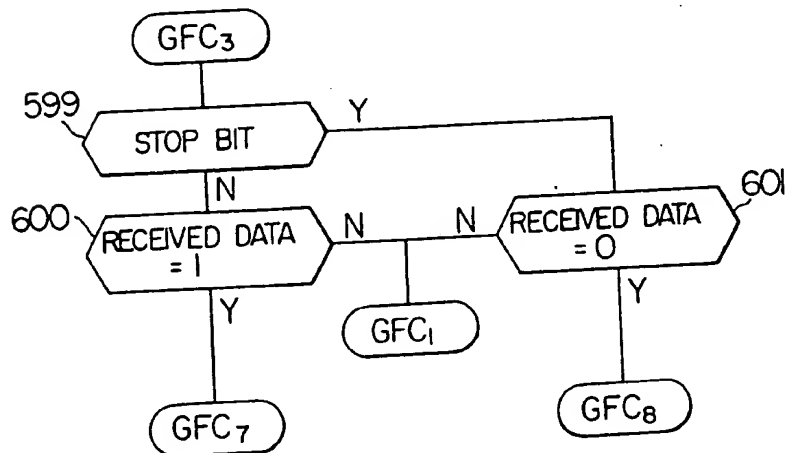 GFC3
599
STOP BIT
Y
N
600
RECEIVED DATA
= 1
N
N
RECEIVED DATA
= 0
601
Y
GFC1
Y
GFC7
GFC8